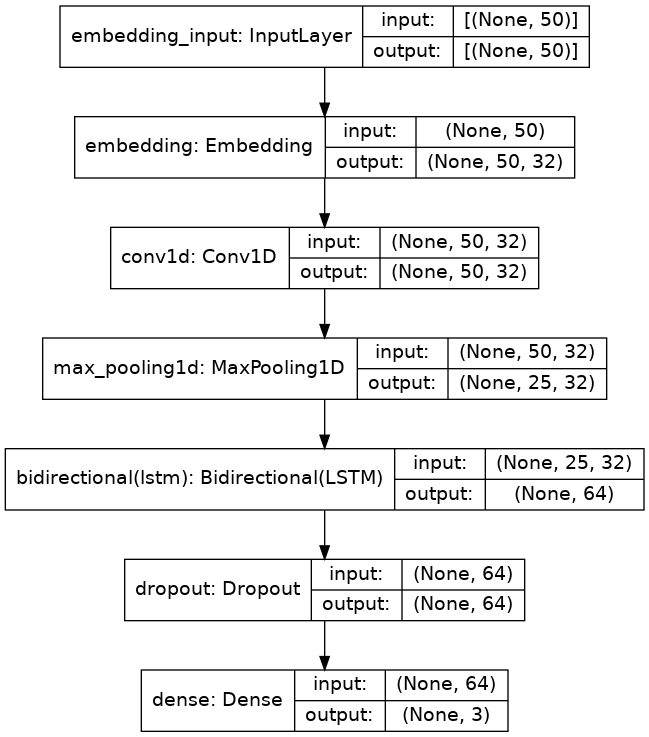 embedding_input: InputLayer
input: [(None, 50)]
output: [(None, 50)]
embedding: Embedding
input: (None, 50)
output: (None, 50, 32)
conv1d: Conv1D
input: (None, 50, 32)
output: (None, 50, 32)
max_pooling1d: MaxPooling1D
input: (None, 50, 32)
output: (None, 25, 32)
bidirectional(lstm): Bidirectional(LSTM)
input: (None, 25, 32)
output: (None, 64)
dropout: Dropout
input: (None, 64)
output: (None, 64)
dense: Dense
input: (None, 64)
output: (None, 3)